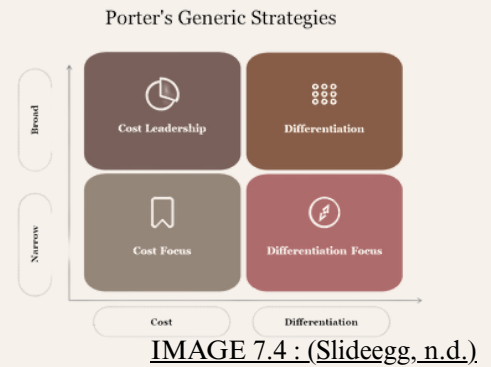 Porter's Generic Strategies
Broad
Cost Leadership
Differentiation
Narrow
Cost Focus
Differentiation Focus
Cost
Differentiation
IMAGE 7.4 : (Slideegg, n.d.)